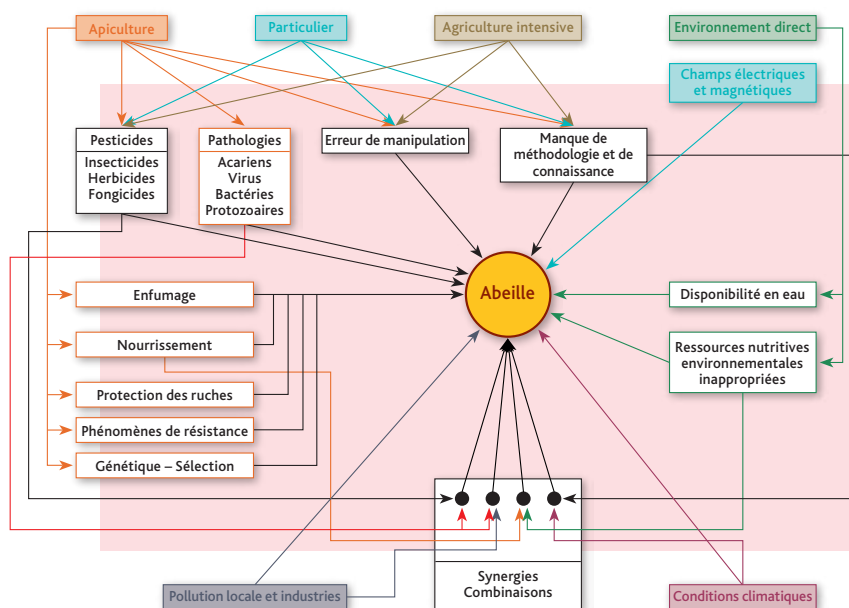 Apiculture
Particulier
Agriculture intensive
Environnement direct
Champs électriques
et magnétiques
Pesticides
Insecticides
Herbicides
Fongicides
Pathologies
Acariens
Virus
Bactéries
Protozoaires
Erreur de manipulation
Manque de
méthodologie et de
connaissance
Enfumage
Abeille
Disponibilité en eau
Nourrissement
Ressources nutritives
environnementales
inappropriées
Protection des ruches
Phénomènes de résistance
Génétique – Sélection
Synergies
Combinaisons
Pollution locale et industries
Conditions climatiques